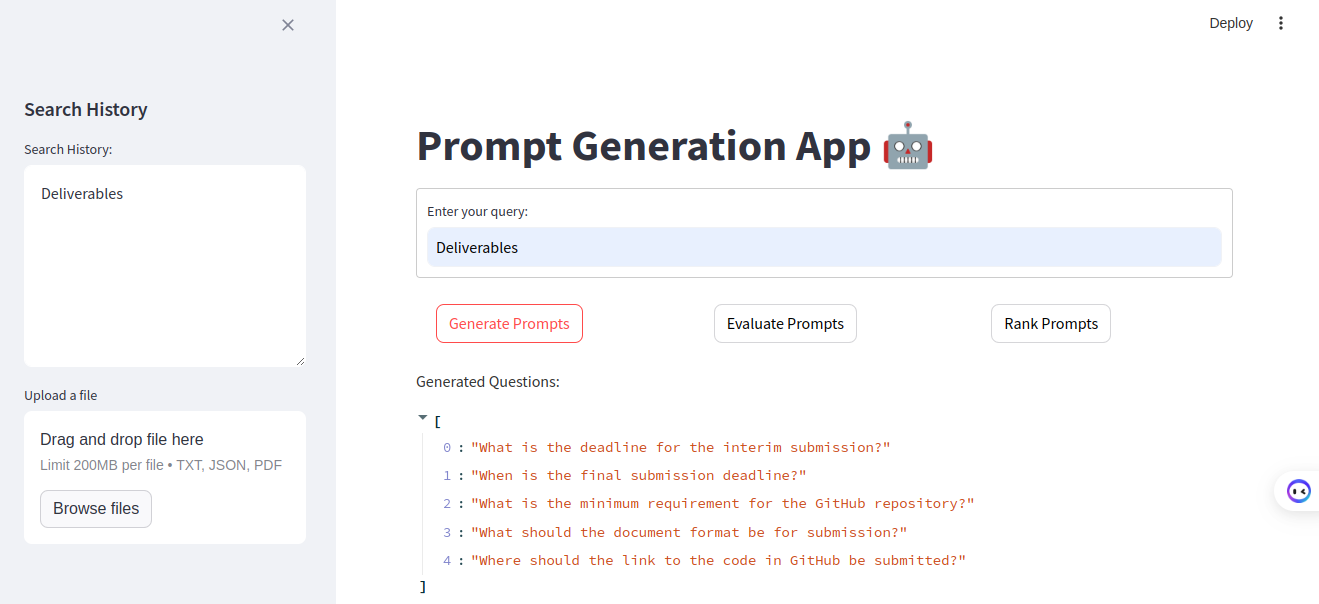 Deploy
Search History
Search History:
Deliverables
Upload a file
Drag and drop file here
Limit 200MB per file • TXT, JSON, PDF
Browse files
Prompt Generation App 🤖
Enter your query:
Deliverables
Generate Prompts
Evaluate Prompts
Rank Prompts
Generated Questions:
[
0 : "What is the deadline for the interim submission?"
1 : "When is the final submission deadline?"
2 : "What is the minimum requirement for the GitHub repository?"
3 : "What should the document format be for submission?"
4 : "Where should the link to the code in GitHub be submitted?"
]